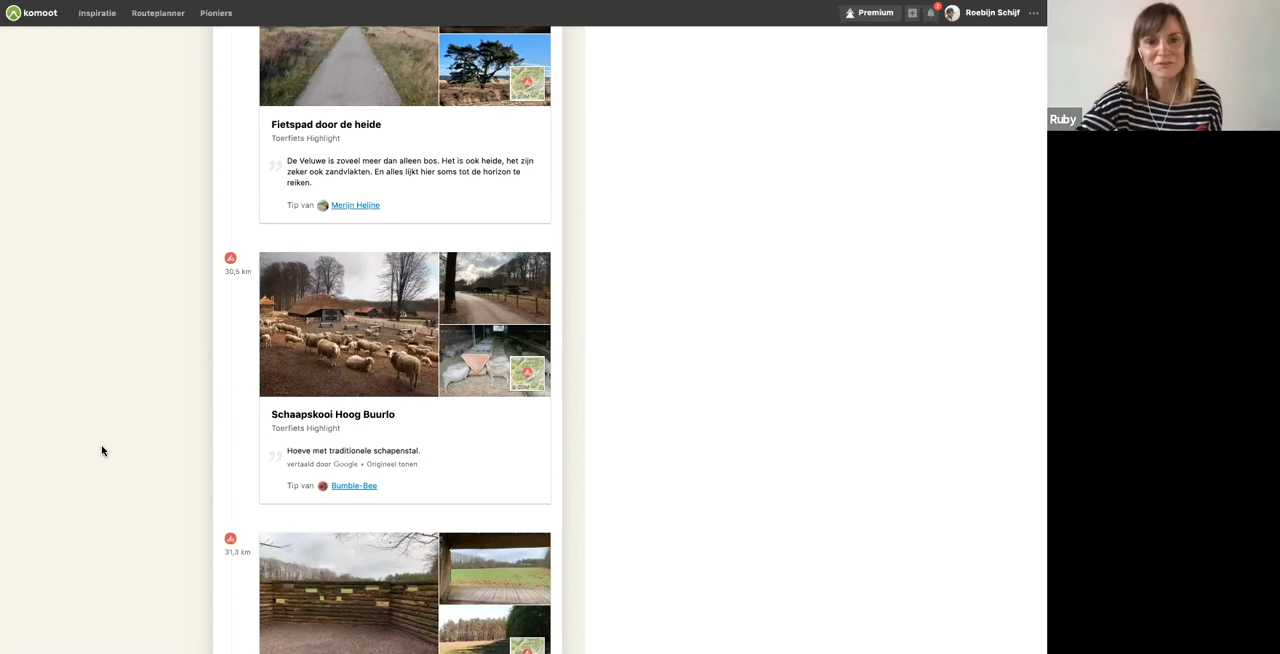 komoot
Inspiratie
Routeplanner
Pioniers
Premium
2
Roebijn Schijf
Ruby
© OSM
Fietspad door de heide
Toerfiets Highlight
De Veluwe is zoveel meer dan alleen bos. Het is ook heide, het zijn
zeker ook zandvlakten. En alles lijkt hier soms tot de horizon te
reiken.
Tip van Merijn Heijne
30,5 km
© OSM
Schaapskooi Hoog Buurlo
Toerfiets Highlight
Hoeve met traditionele schapenstal.
vertaald door Google • Origineel tonen
Tip van Bumble-Bee
31,3 km